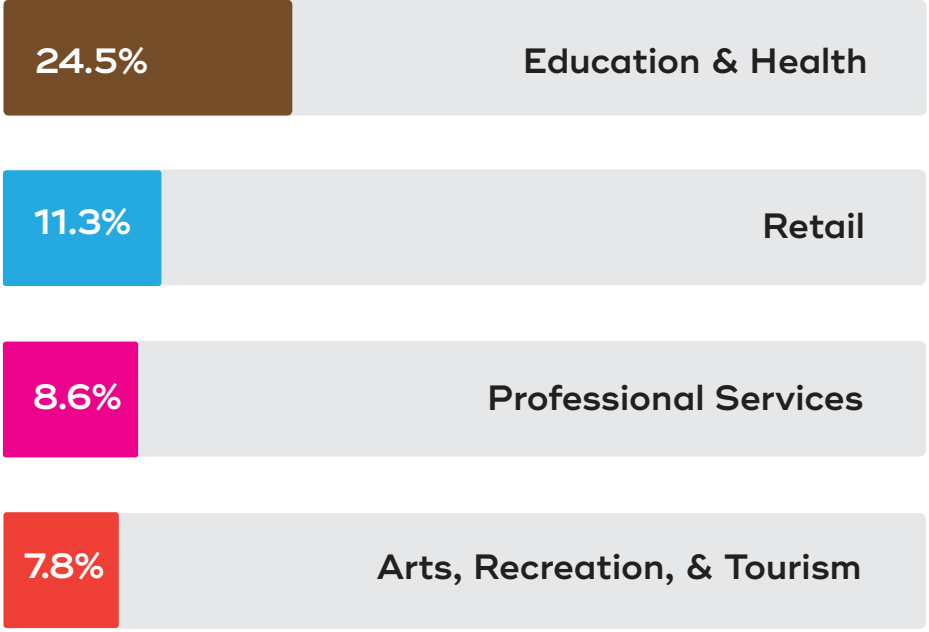 24.5% Education & Health
11.3% Retail
8.6% Professional Services
7.8% Arts, Recreation, & Tourism